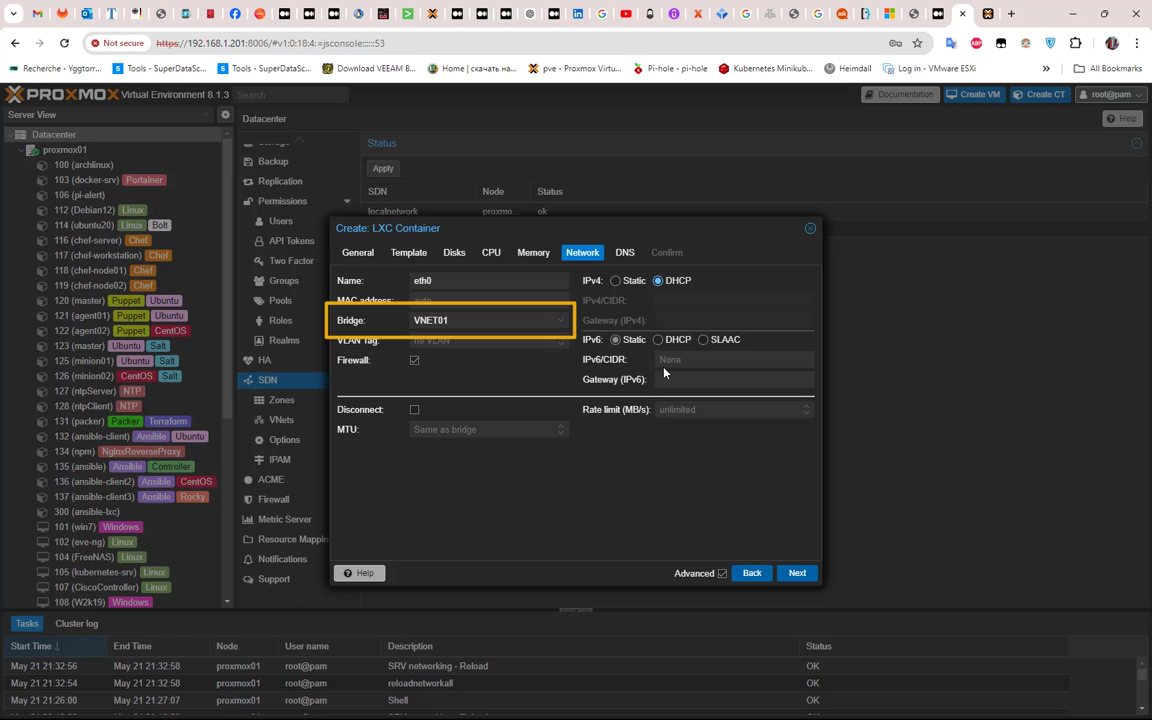 Not secure
https://192.168.1.201:8006/#v1:0:18:4:=jsconsole:::::53
Recherche - Yggtorr...
Tools - SuperDataSc...
Tools - SuperDataSc...
Download VEEAM B...
Home | скачать на...
pve - Proxmox Virtu...
Pi-hole - pi-hole
Kubernetes Minikub...
Heimdall
Log in - VMware ESXi
»
All Bookmarks
PROXMOX Virtual Environment 8.1.3
Search
Documentation
Create VM
Create CT
root@pam
Server View
Datacenter
Help
Datacenter
proxmox01
100 (archlinux)
103 (docker-srv) Portainer
106 (pi-alert)
112 (Debian12) Linux
114 (ubuntu20) Linux Bolt
116 (chef-server) Chef
117 (chef-workstation) Chef
118 (chef-node01) Chef
119 (chef-node02) Chef
120 (master) Puppet Ubuntu
121 (agent01) Puppet Ubuntu
122 (agent02) Puppet CentOS
123 (master) Ubuntu Salt
125 (minion01) Ubuntu Salt
126 (minion02) CentOS Salt
127 (ntpServer) NTP
128 (ntpClient) NTP
131 (packer) Packer Terraform
132 (ansible-client) Ansible Ubuntu
134 (npm) NginxReverseProxy
135 (ansible) Ansible Controller
136 (ansible-client2) Ansible CentOS
137 (ansible-client3) Ansible Rocky
300 (ansible-lxc)
101 (win7) Windows
102 (eve-ng) Linux
104 (FreeNAS) Linux
105 (kubernetes-srv) Linux
107 (CiscoController) Linux
108 (W2k19) Windows
Backup
Replication
Permissions
Users
API Tokens
Two Factor
Groups
Pools
Roles
Realms
HA
SDN
Zones
VNets
Options
IPAM
ACME
Firewall
Metric Server
Resource Mappin
Notifications
Support
Status
Apply
SDN Node Status
localnetwork proxmo... ok
Create: LXC Container
General Template Disks CPU Memory Network DNS Confirm
Name: eth0
MAC address: auto
Bridge: VNET01
VLAN Tag: no VLAN
Firewall:
Disconnect:
MTU: Same as bridge
IPv4: Static DHCP
IPv4/CIDR:
Gateway (IPv4):
IPv6: Static DHCP SLAAC
IPv6/CIDR: None
Gateway (IPv6):
Rate limit (MB/s): unlimited
Help
Advanced
Back
Next
Tasks Cluster log
Start Time End Time Node User name Description Status
May 21 21:32:56 May 21 21:32:58 proxmox01 root@pam SRV networking - Reload OK
May 21 21:32:54 May 21 21:32:58 proxmox01 root@pam reloadnetworkall OK
May 21 21:26:00 May 21 21:27:07 proxmox01 root@pam Shell OK